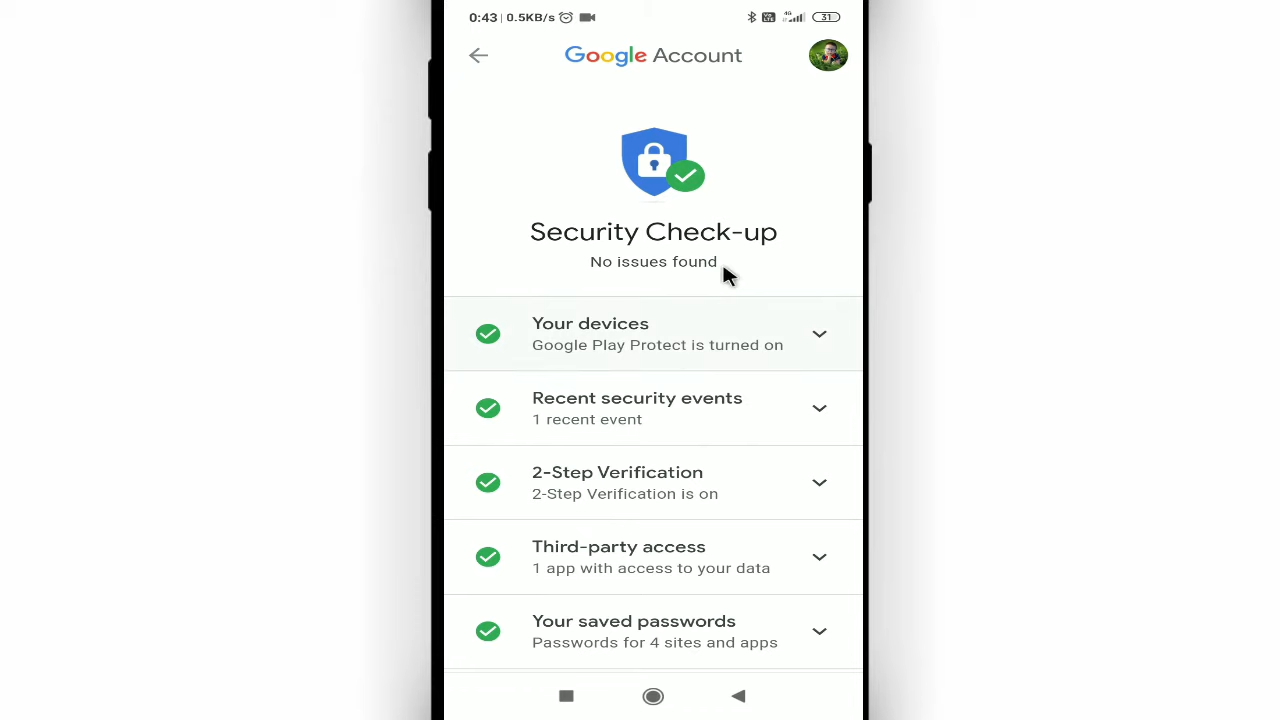 0:43 | 0.5KB/s
4G 31
Google Account
Security Check-up
No issues found
Your devices
Google Play Protect is turned on
Recent security events
1 recent event
2-Step Verification
2-Step Verification is on
Third-party access
1 app with access to your data
Your saved passwords
Passwords for 4 sites and apps